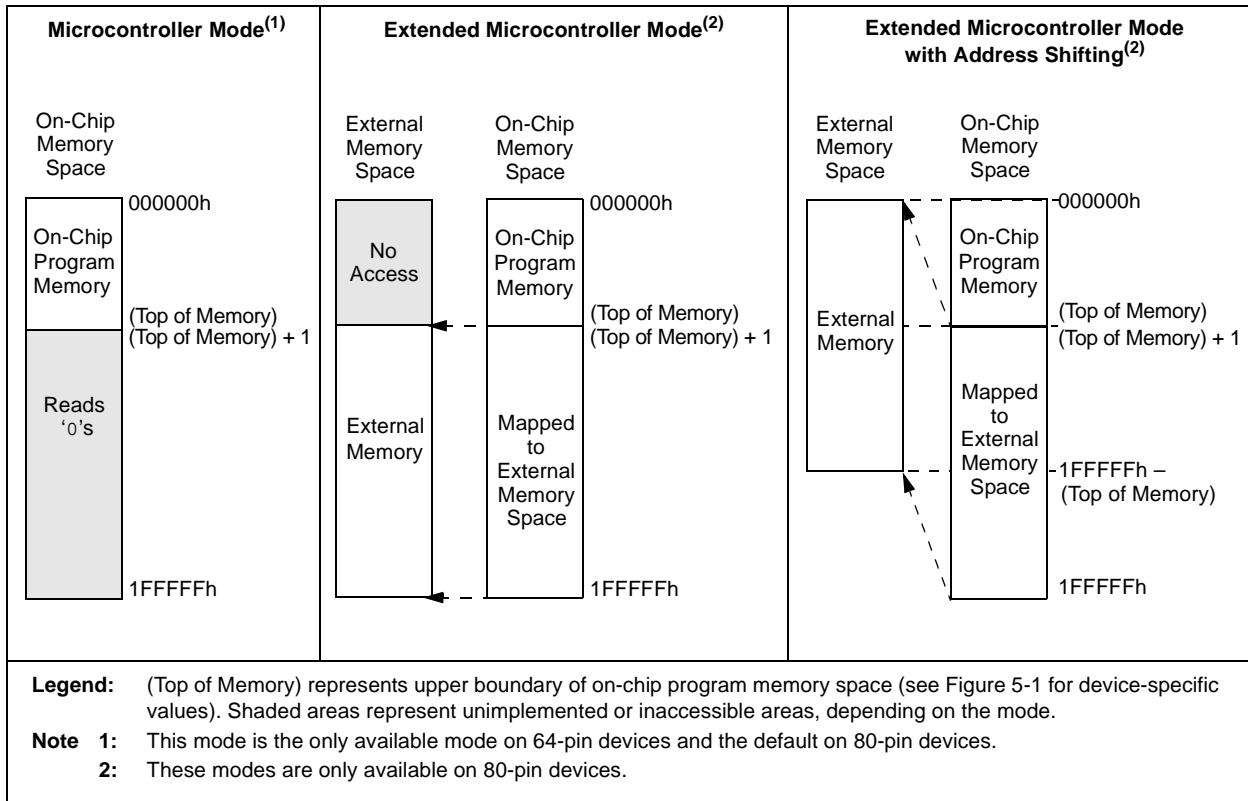 Microcontroller Mode(1)
On-Chip
Memory
Space
000000h
On-Chip
Program
Memory
(Top of Memory)
(Top of Memory) + 1
Reads
‘0’s
1FFFFFh
Extended Microcontroller Mode(2)
External
Memory
Space
On-Chip
Memory
Space
000000h
No
Access
On-Chip
Program
Memory
(Top of Memory)
(Top of Memory) + 1
External
Memory
Mapped
to
External
Memory
Space
1FFFFFh
Extended Microcontroller Mode
with Address Shifting(2)
External
Memory
Space
On-Chip
Memory
Space
000000h
On-Chip
Program
Memory
(Top of Memory)
(Top of Memory) + 1
External
Memory
Mapped
to
External
Memory
Space
1FFFFFh –
(Top of Memory)
1FFFFFh
Legend: (Top of Memory) represents upper boundary of on-chip program memory space (see Figure 5-1 for device-specific
values). Shaded areas represent unimplemented or inaccessible areas, depending on the mode.
Note 1: This mode is the only available mode on 64-pin devices and the default on 80-pin devices.
2: These modes are only available on 80-pin devices.